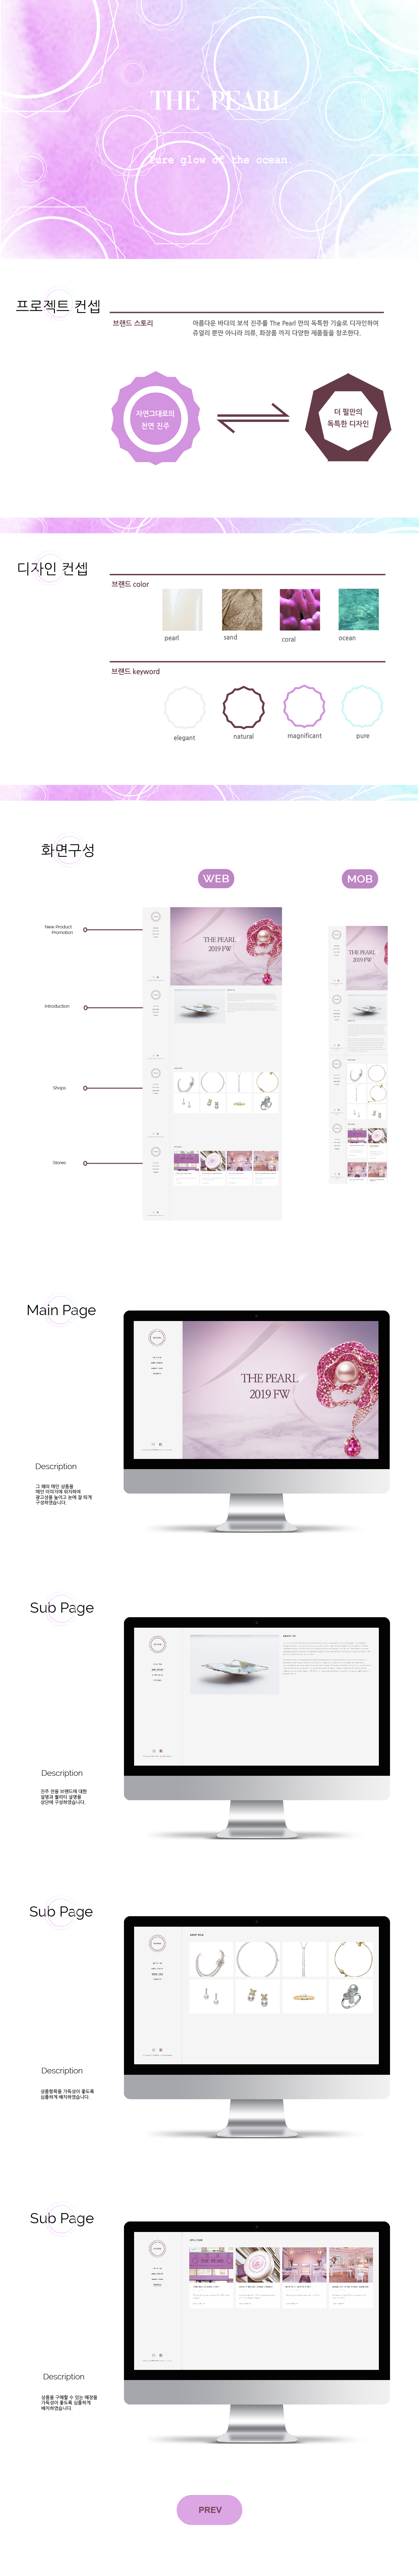 THE PEARL
Pure glow of the ocean.
프로젝트 컨셉
브랜드 스토리
아름다운 바다의 보석 진주를 The Pearl 만의 독특한 기술로 디자인하여
쥬얼리 뿐만 아니라 의류, 화장품 까지 다양한 제품들을 창조한다.
자연그대로의
천연 진주
더 펄만의
독특한 디자인
디자인 컨셉
브랜드 color
pearl
sand
coral
ocean
브랜드 keyword
elegant
natural
magnificant
pure
화면구성
WEB
MOB
New Product
Promotion
Introduction
Shops
Stores
THE PEARL
2019 FW
THE PEARL
2019 FW
Main Page
THE PEARL
2019 FW
Description
그 해의 메인 상품을
메인 이미지에 위치하여
광고성을 높이고 눈에 잘 띄게
구성하였습니다.
Sub Page
ABOUT US
Description
진주 전용 브랜드에 대한
설명과 퀄리티 설명을
상단에 구성하였습니다.
Sub Page
Description
상품항목을 가독성이 좋도록
심플하게 배치하였습니다.
Sub Page
Description
상품을 구매할 수 있는 매장을
가독성이 좋도록 심플하게
배치하였습니다.
PREV